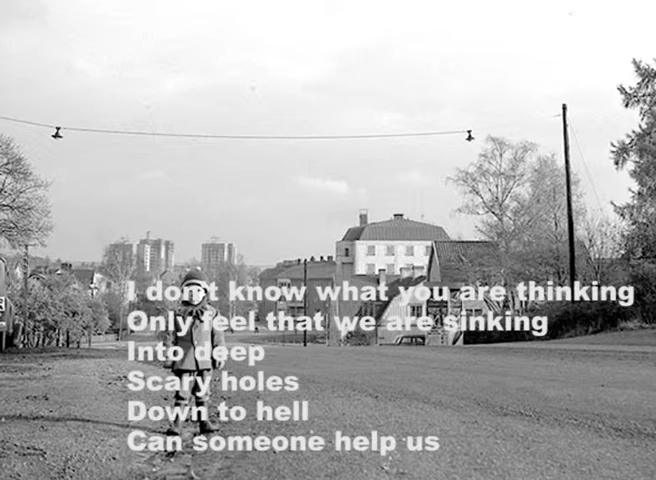 I don't know what you are thinking
Only feel that we are sinking
Into deep
Scary holes
Down to hell
Can someone help us